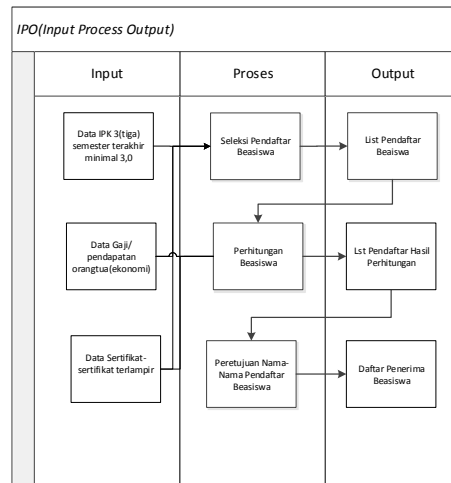 IPO(Input Process Output)
Input
Proses
Output
Data IPK 3(tiga)
semester terakhir
minimal 3,0
Seleksi Pendaftar
Beasiswa
List Pendaftar
Beaiswa
Data Gaji/
pendapatan
orangtua(ekonomi)
Perhitungan
Beasiswa
Lst Pendaftar Hasil
Perhitungan
Data Sertifikat-
sertifikat terlampir
Peretujuan Nama-
Nama Pendaftar
Beasiswa
Daftar Penerima
Beasiswa